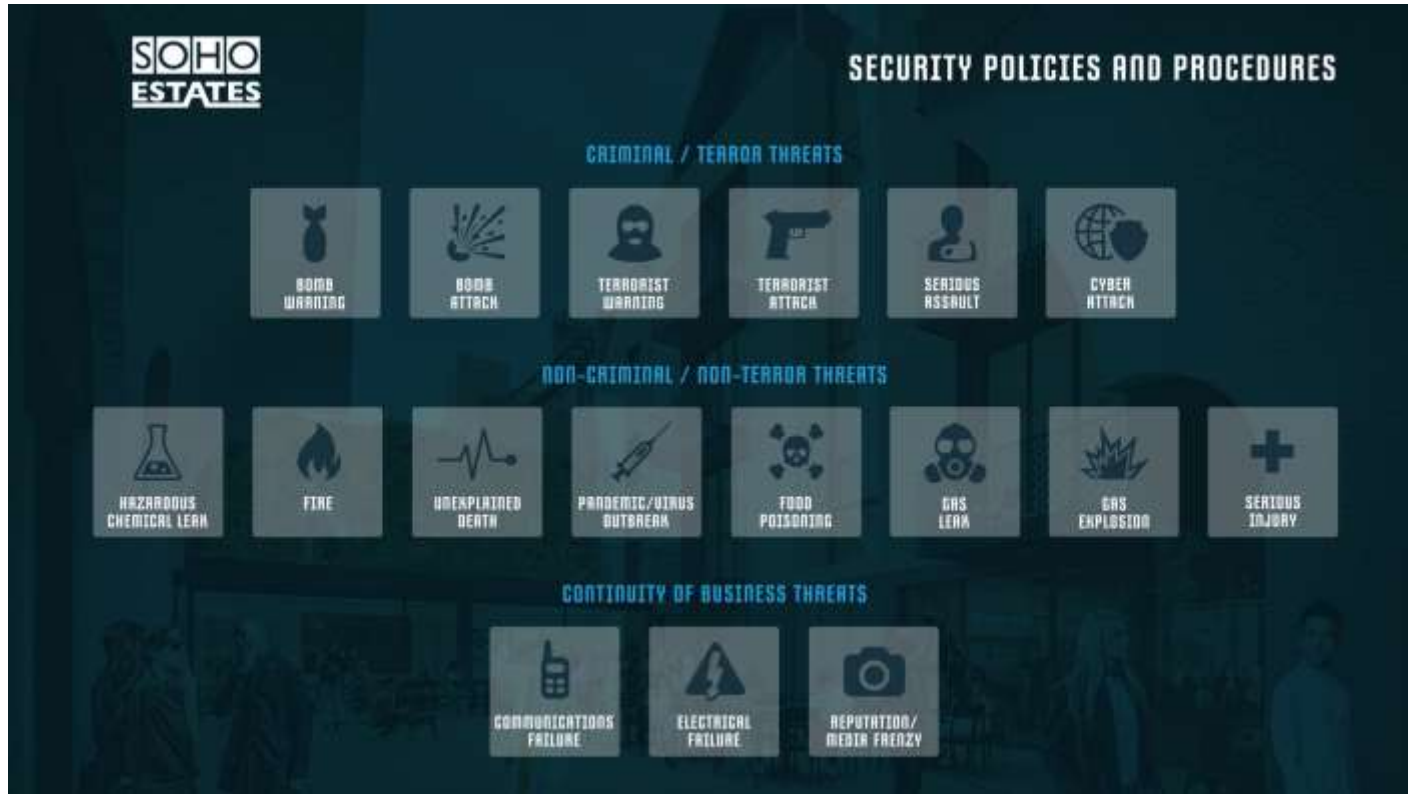 SOHO
ESTATES
SECURITY POLICIES AND PROCEDURES
CRIMINAL / TERROR THREATS
BOMB
WARNING
BOMB
ATTACK
TERRORIST
WARNING
TERRORIST
ATTACK
SERIOUS
ASSAULT
CYBER
ATTACK
NON-CRIMINAL / NON-TERROR THREATS
HAZARDOUS
CHEMICAL LEAK
FIRE
UNEXPLAINED
DEATH
PANDEMIC/VIRUS
OUTBREAK
FOOD
POISONING
GAS
LEAK
GAS
EXPLOSION
SERIOUS
INJURY
CONTINUITY OF BUSINESS THREATS
COMMUNICATIONS
FAILURE
ELECTRICAL
FAILURE
REPUTATION/
MEDIA FRENZY